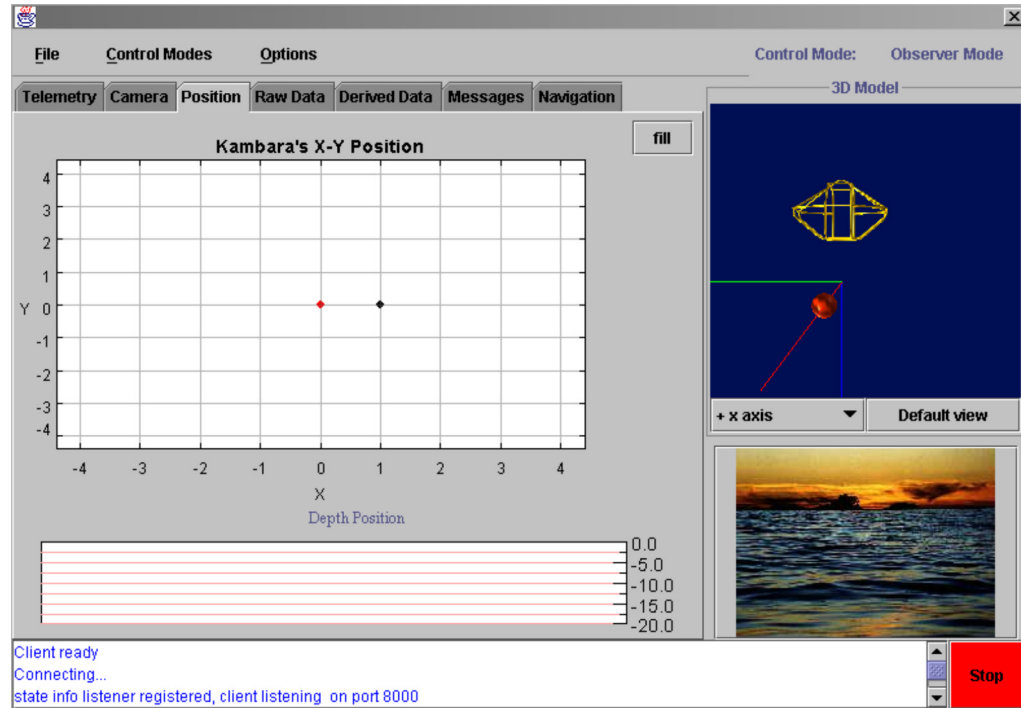 File Control Modes Options Control Mode: Observer Mode
Telemetry Camera Position Raw Data Derived Data Messages Navigation
3D Model
fill
Kambara's X-Y Position
4
3
2
1
Y 0
-1
-2
-3
-4
-4 -3 -2 -1 0 1 2 3 4
X
+ x axis Default view
Depth Position
0.0
-5.0
-10.0
-15.0
-20.0
Client ready
Connecting...
state info listener registered, client listening on port 8000
Stop